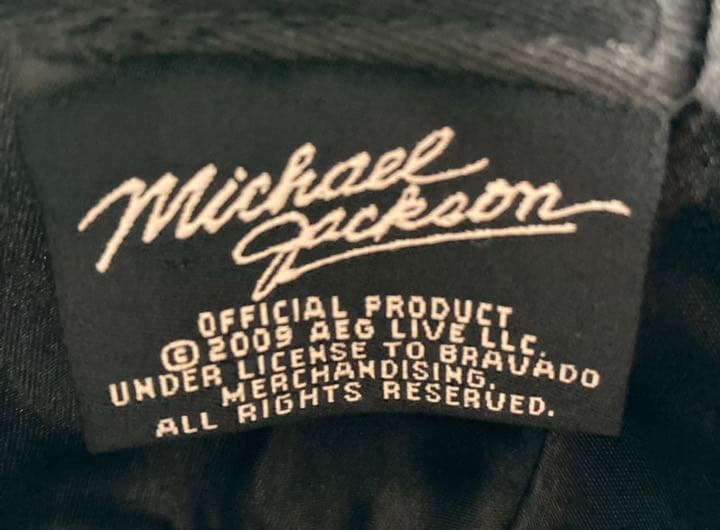 Michael
Jackson
OFFICIAL PRODUCT
© 2009 AEG LIVE LLC.
UNDER LICENSE TO BRAVADO
MERCHANDISING.
ALL RIGHTS RESERVED.